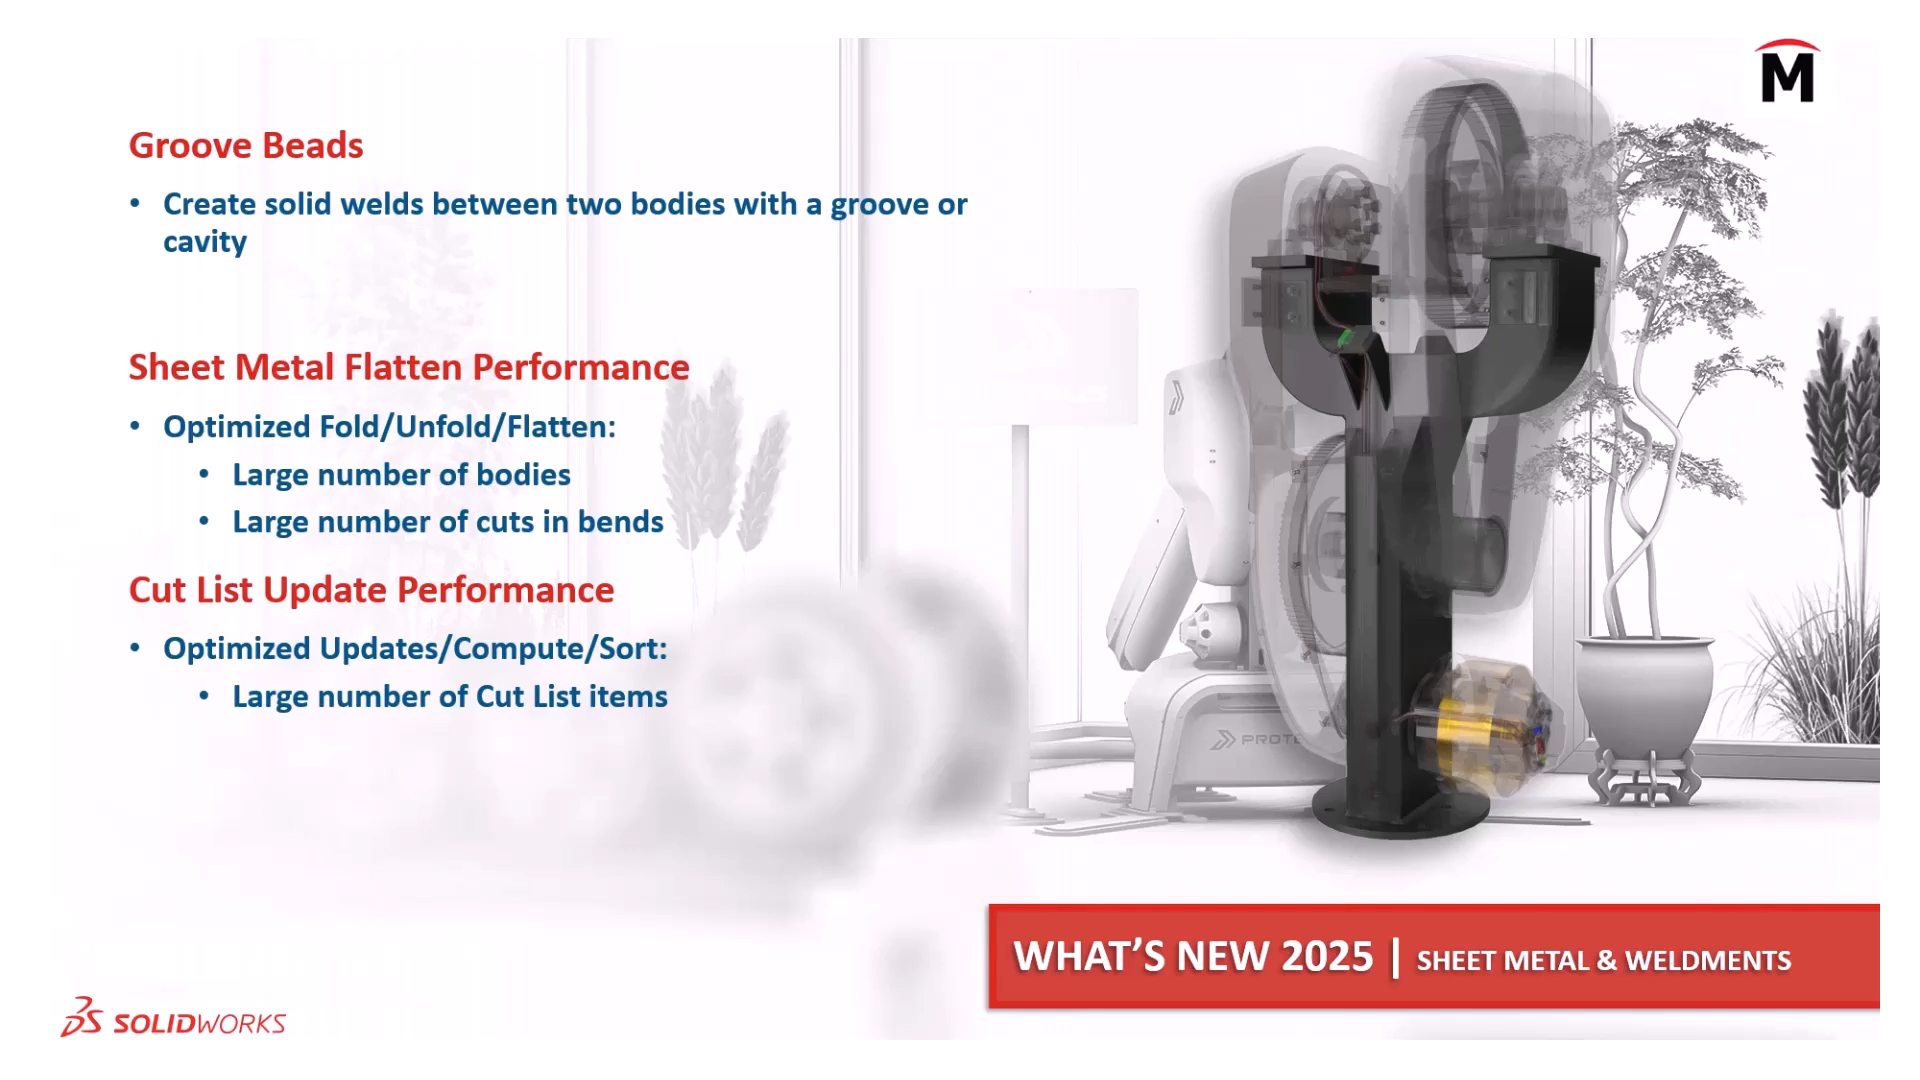 M
Groove Beads
• Create solid welds between two bodies with a groove or
cavity
Sheet Metal Flatten Performance
• Optimized Fold/Unfold/Flatten:
• Large number of bodies
• Large number of cuts in bends
Cut List Update Performance
• Optimized Updates/Compute/Sort:
• Large number of Cut List items
WHAT'S NEW 2025 | SHEET METAL & WELDMENTS
SOLIDWORKS